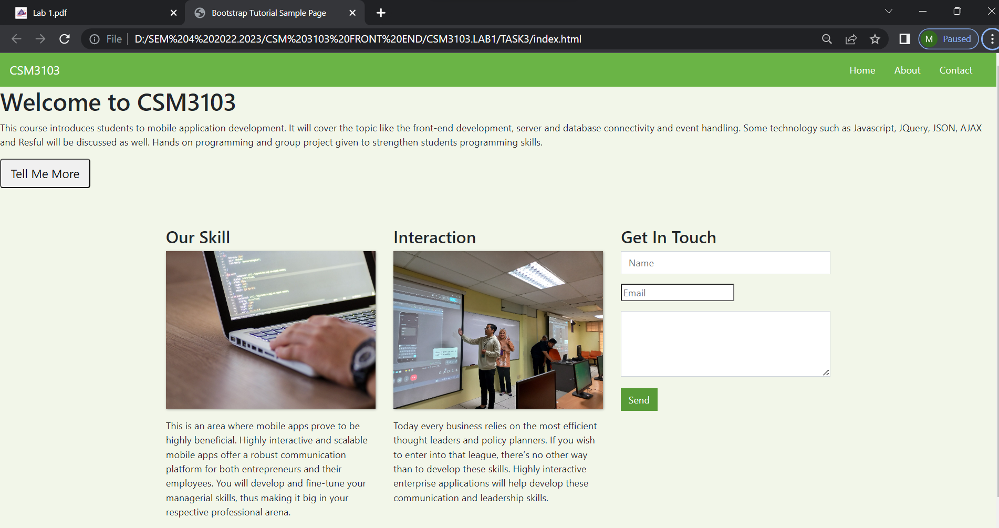 Lab 1.pdf
Bootstrap Tutorial Sample Page
File
D:/SEM%204%202022.2023/CSM%203103%20FRONT%20END/CSM3103.LAB1/TASK3/index.html
M Paused
CSM3103
Home About Contact
Welcome to CSM3103
This course introduces students to mobile application development. It will cover the topic like the front-end development, server and database connectivity and event handling. Some technology such as Javascript, JQuery, JSON, AJAX
and Resful will be discussed as well. Hands on programming and group project given to strengthen students programming skills.
Tell Me More
Our Skill
This is an area where mobile apps prove to be
highly beneficial. Highly interactive and scalable
mobile apps offer a robust communication
platform for both entrepreneurs and their
employees. You will develop and fine-tune your
managerial skills, thus making it big in your
respective professional arena.
Interaction
Today every business relies on the most efficient
thought leaders and policy planners. If you wish
to enter into that league, there’s no other way
than to develop these skills. Highly interactive
enterprise applications will help develop these
communication and leadership skills.
Get In Touch
Name
Email
Send